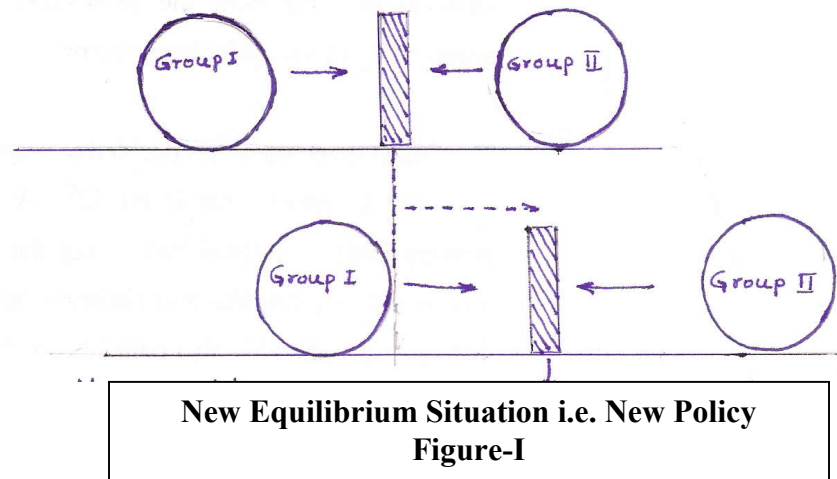 Group I
Group II
Group I
Group II
New Equilibrium Situation i.e. New Policy
Figure-I